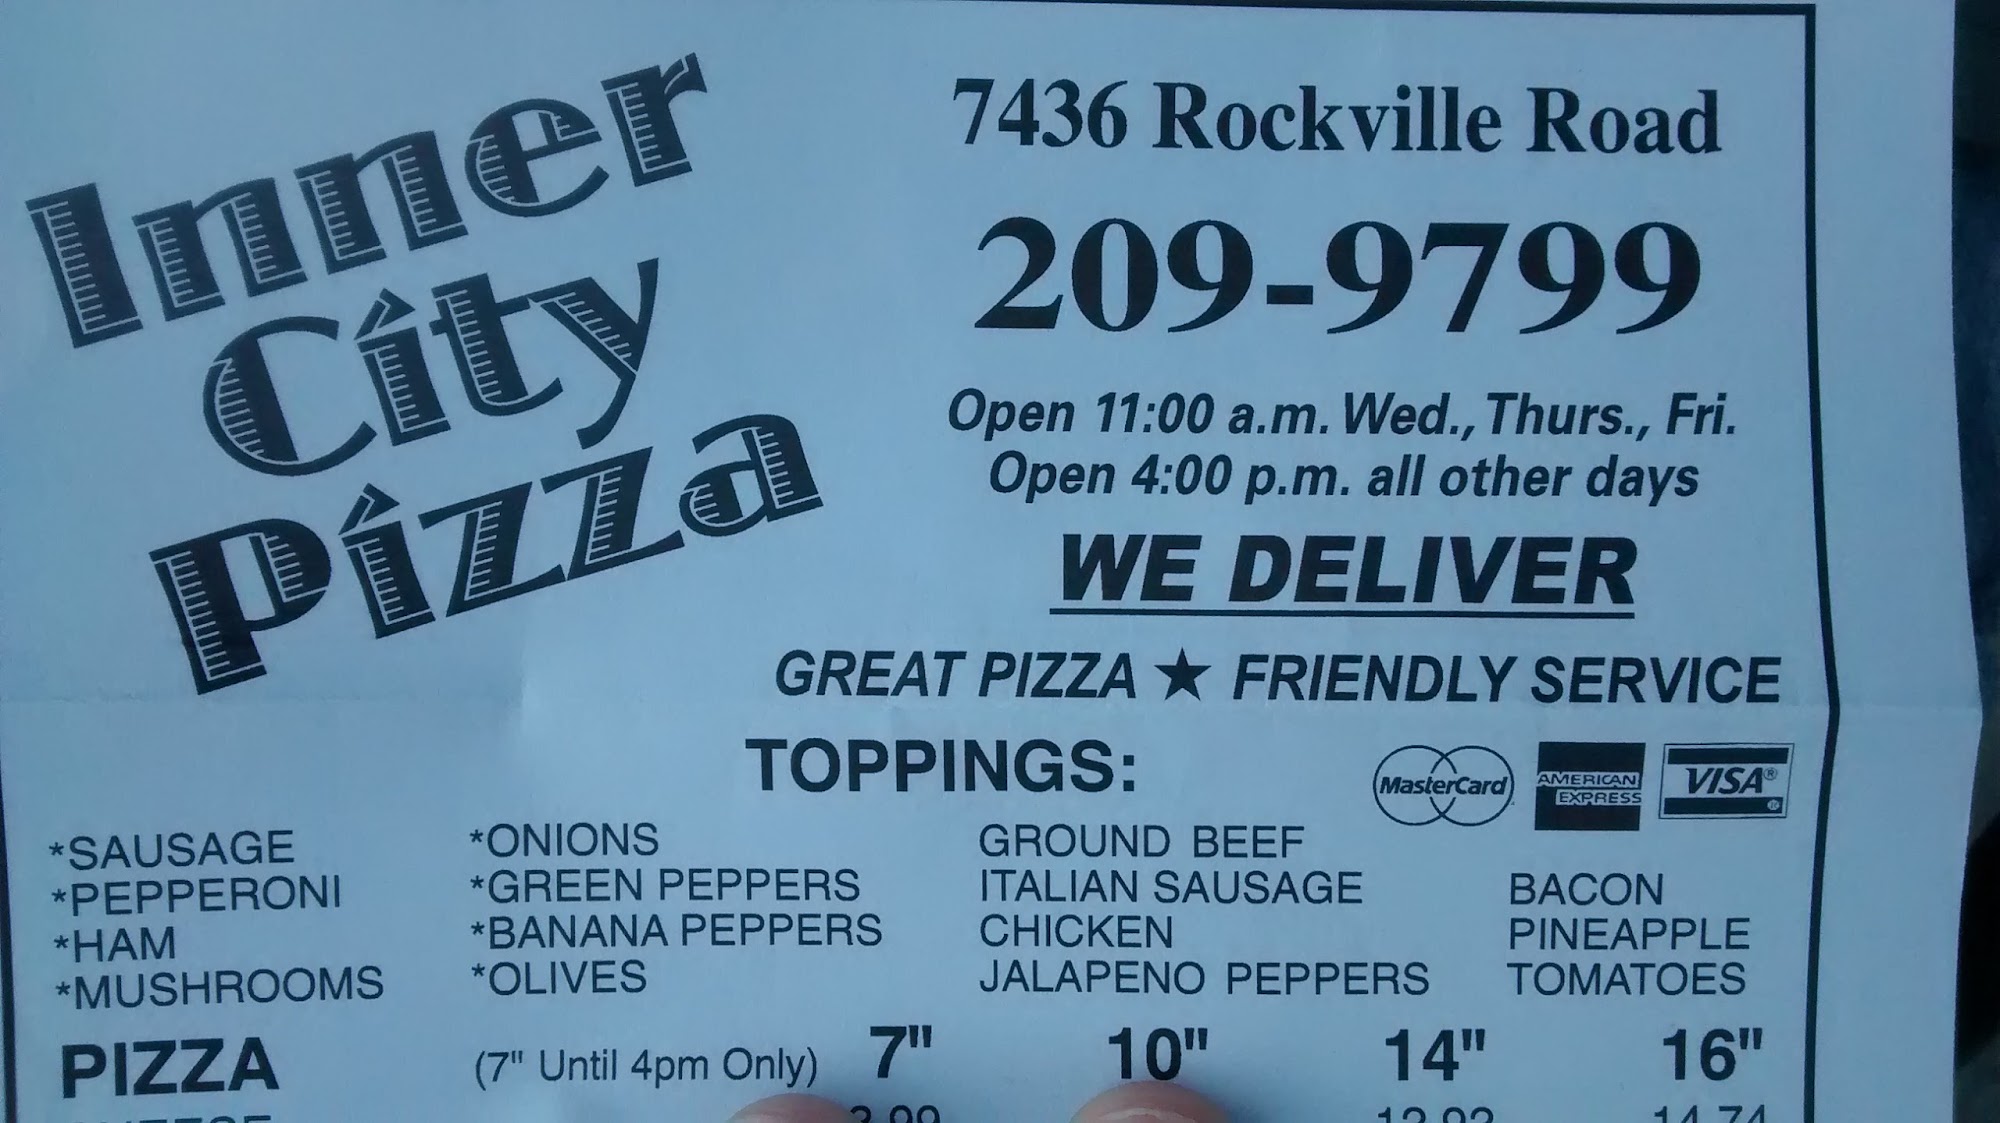 Inner
City
Pizza
7436 Rockville Road
209-9799
Open 11:00 a.m. Wed., Thurs., Fri.
Open 4:00 p.m. all other days
WE DELIVER
GREAT PIZZA ★ FRIENDLY SERVICE
TOPPINGS:
MasterCard
AMERICAN
EXPRESS
VISA®
*SAUSAGE *ONIONS GROUND BEEF
*PEPPERONI *GREEN PEPPERS ITALIAN SAUSAGE BACON
*HAM *BANANA PEPPERS CHICKEN PINEAPPLE
*MUSHROOMS *OLIVES JALAPENO PEPPERS TOMATOES
PIZZA (7" Until 4pm Only) 7" 10" 14" 16"
14.74